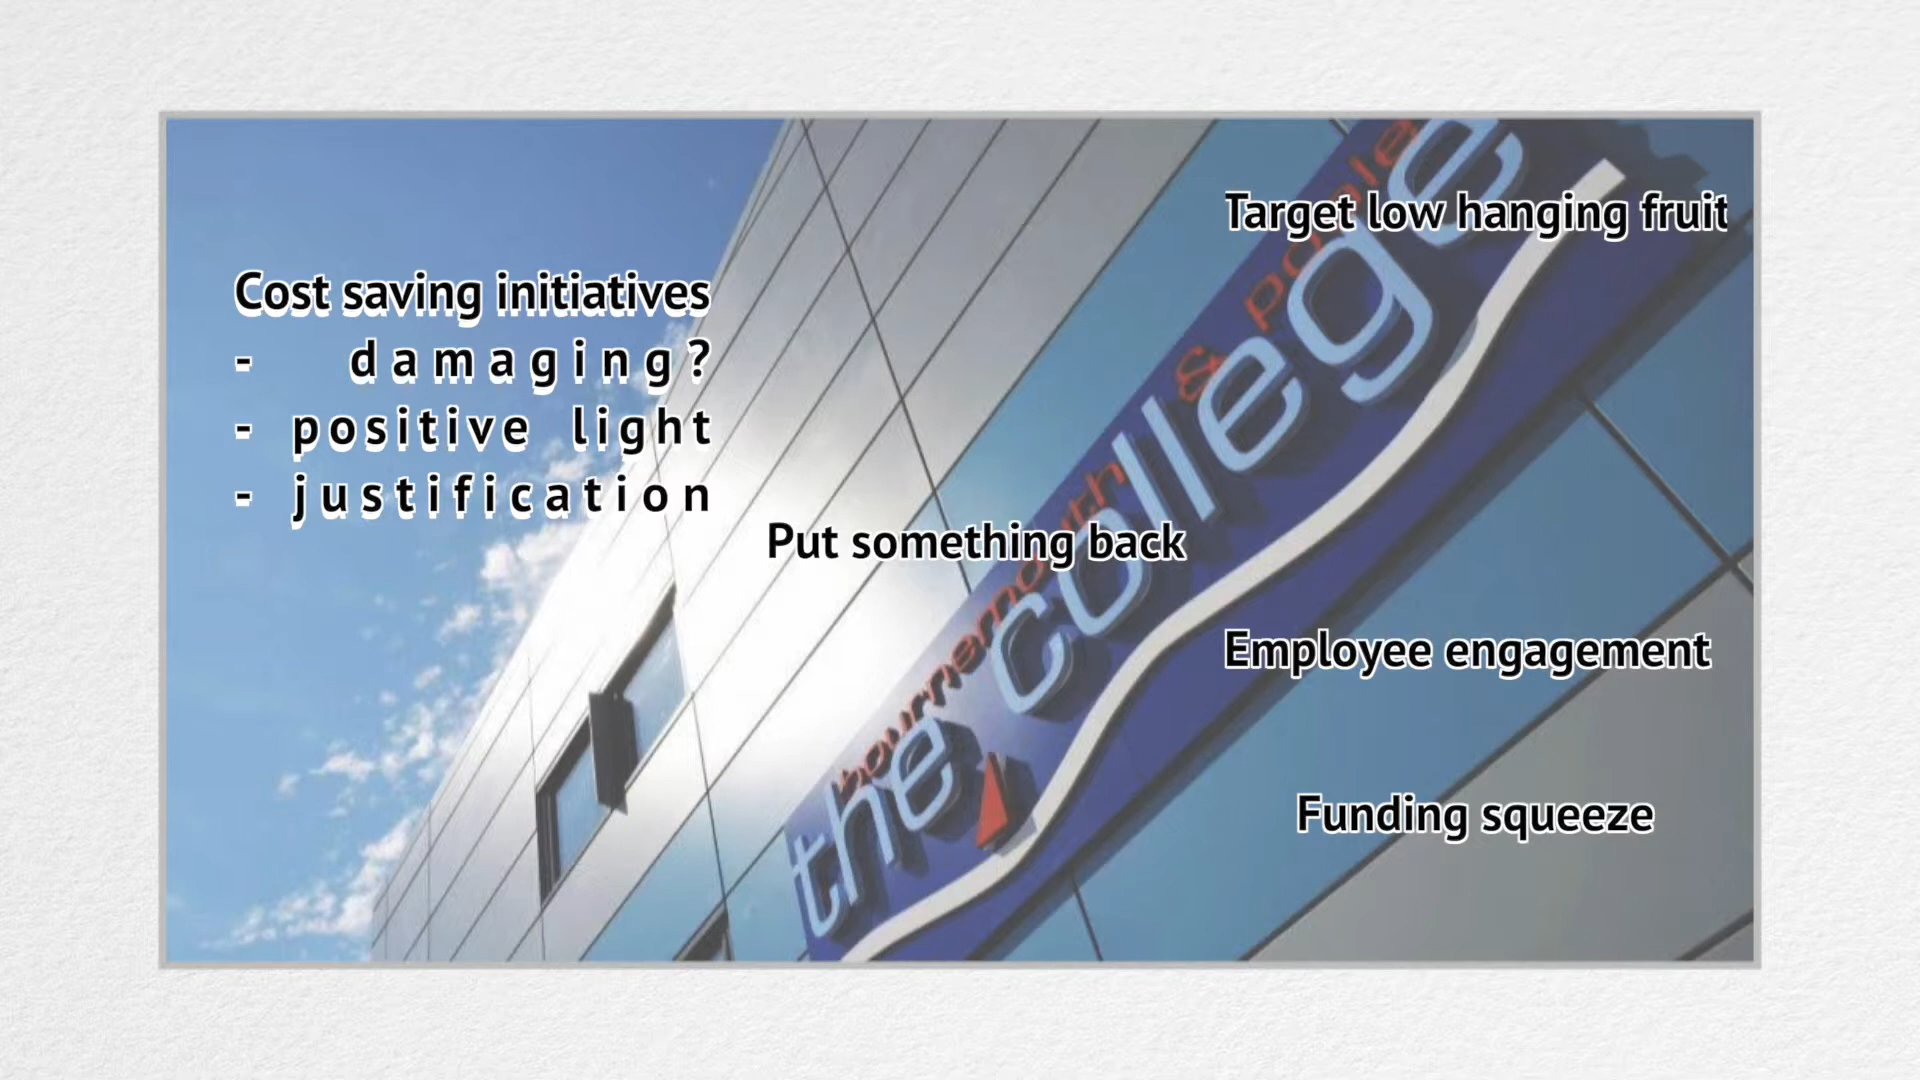 Target low hanging fruit
Cost saving initiatives
- damaging?
- positive light
- justification
Put something back
Employee engagement
Funding squeeze
the college
bournemouth & poole